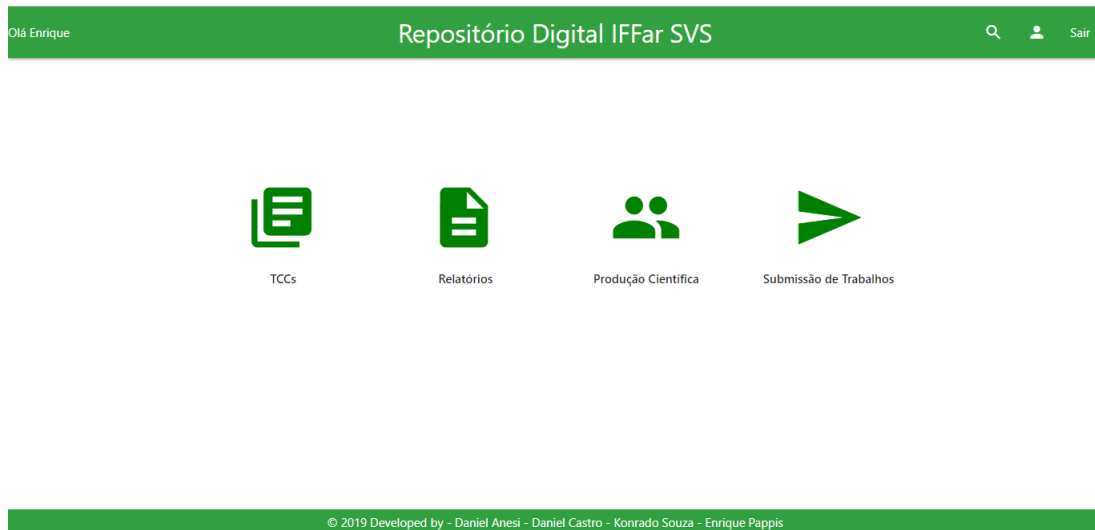 Olá Enrique
Repositório Digital IFFar SVS
Sair
TCCs
Relatórios
Produção Científica
Submissão de Trabalhos
© 2019 Developed by - Daniel Anesi - Daniel Castro - Konrado Souza - Enrique Pappis